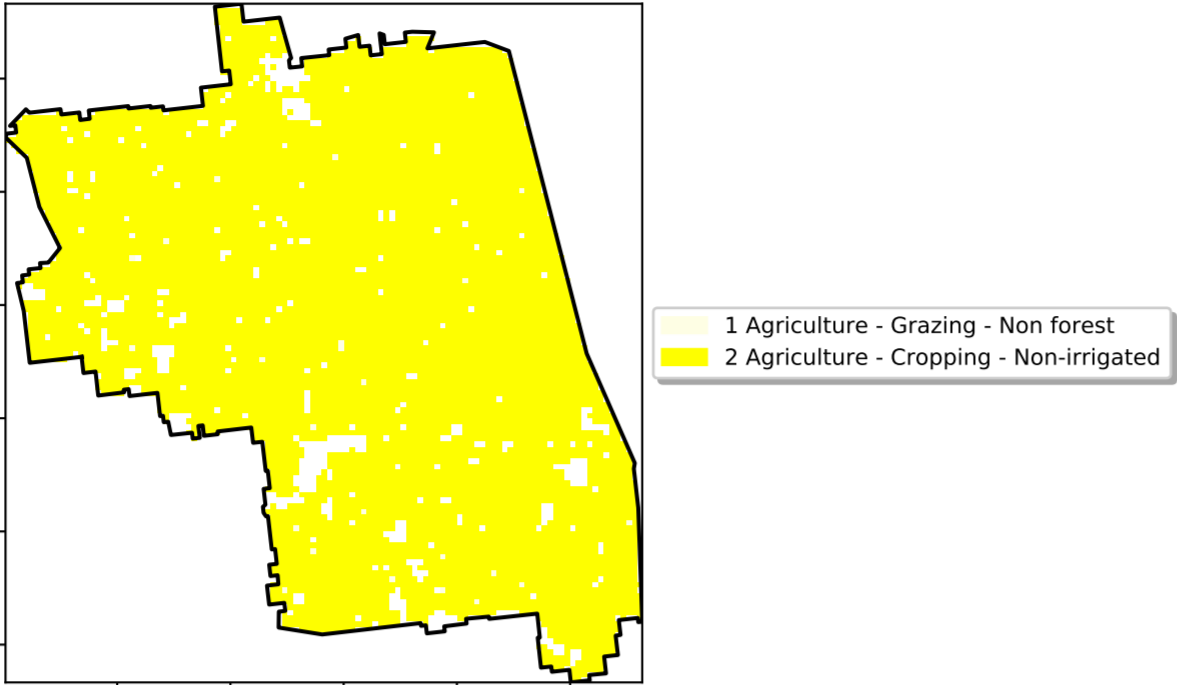 1 Agriculture - Grazing - Non forest
2 Agriculture - Cropping - Non-irrigated